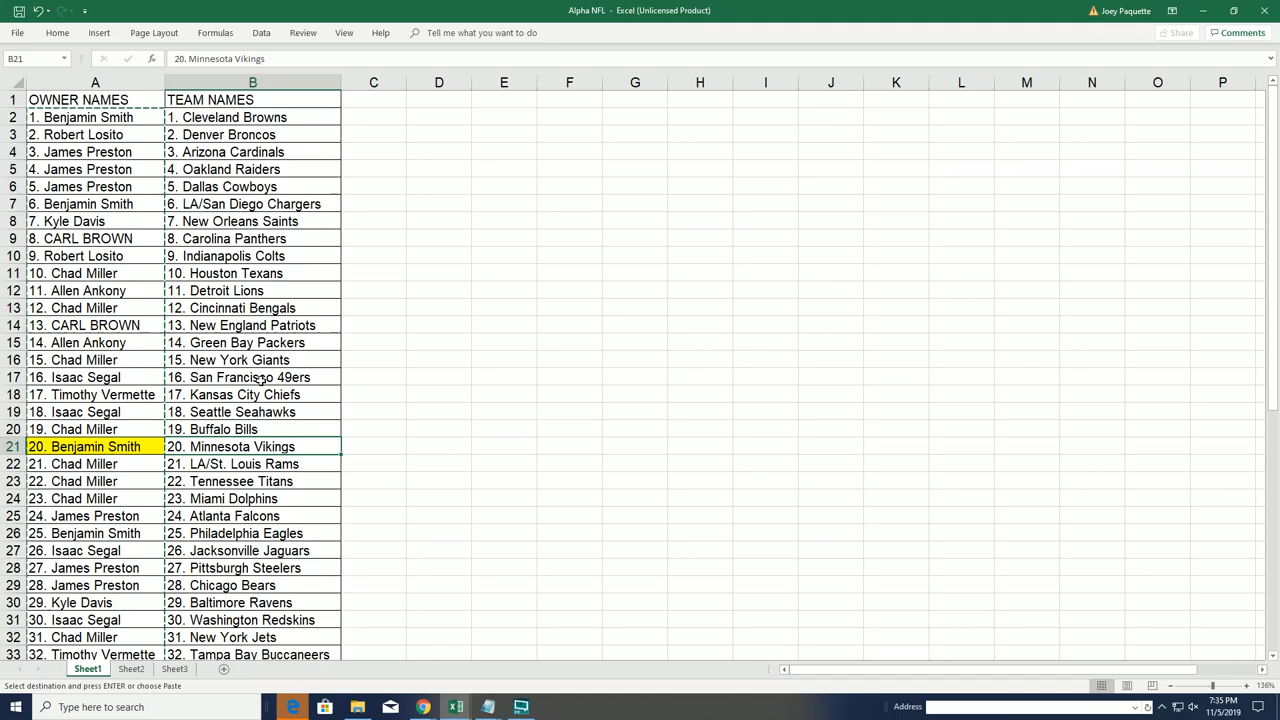 Alpha NFL - Excel (Unlicensed Product)
Joey Paquette
File Home Insert Page Layout Formulas Data Review View Help Tell me what you want to do Share Comments
B21 fx 20. Minnesota Vikings
A B C D E F G H I J K L M N O P
1 OWNER NAMES TEAM NAMES
2 1. Benjamin Smith 1. Cleveland Browns
3 2. Robert Losito 2. Denver Broncos
4 3. James Preston 3. Arizona Cardinals
5 4. James Preston 4. Oakland Raiders
6 5. James Preston 5. Dallas Cowboys
7 6. Benjamin Smith 6. LA/San Diego Chargers
8 7. Kyle Davis 7. New Orleans Saints
9 8. CARL BROWN 8. Carolina Panthers
10 9. Robert Losito 9. Indianapolis Colts
11 10. Chad Miller 10. Houston Texans
12 11. Allen Ankony 11. Detroit Lions
13 12. Chad Miller 12. Cincinnati Bengals
14 13. CARL BROWN 13. New England Patriots
15 14. Allen Ankony 14. Green Bay Packers
16 15. Chad Miller 15. New York Giants
17 16. Isaac Segal 16. San Francisco 49ers
18 17. Timothy Vermette 17. Kansas City Chiefs
19 18. Isaac Segal 18. Seattle Seahawks
20 19. Chad Miller 19. Buffalo Bills
21 20. Benjamin Smith 20. Minnesota Vikings
22 21. Chad Miller 21. LA/St. Louis Rams
23 22. Chad Miller 22. Tennessee Titans
24 23. Chad Miller 23. Miami Dolphins
25 24. James Preston 24. Atlanta Falcons
26 25. Benjamin Smith 25. Philadelphia Eagles
27 26. Isaac Segal 26. Jacksonville Jaguars
28 27. James Preston 27. Pittsburgh Steelers
29 28. James Preston 28. Chicago Bears
30 29. Kyle Davis 29. Baltimore Ravens
31 30. Isaac Segal 30. Washington Redskins
32 31. Chad Miller 31. New York Jets
33 32. Timothy Vermette 32. Tampa Bay Buccaneers
Sheet1 Sheet2 Sheet3
Select destination and press ENTER or choose Paste 136%
Type here to search Address 7:35 PM
11/5/2019